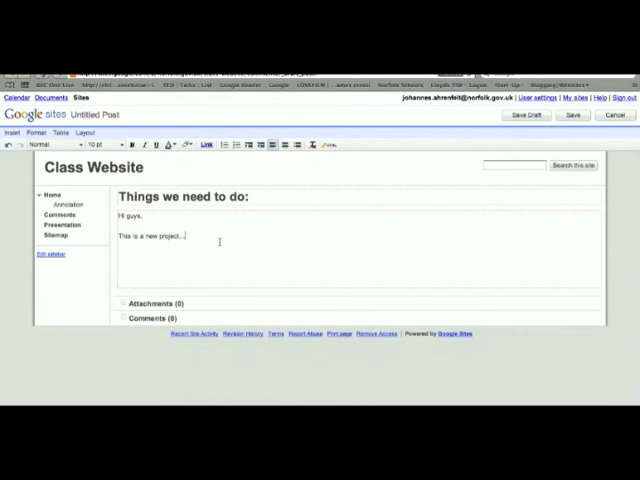 Calendar Documents Sites
johannes.ahrenfelt@norfolk.gov.uk | User settings | My sites | Help | Sign out
Google sites Untitled Post
Save Draft Save Cancel
Insert Format Table Layout
Normal 10 pt B I U A Link HTML
Class Website
Search this site
Home
Annotation
Comments
Presentation
Sitemap
Edit sidebar
Things we need to do:
Hi guys,
This is a new project...
Attachments (0)
Comments (0)
Recent Site Activity Revision History Terms Report Abuse Print page Remove Access | Powered by Google Sites